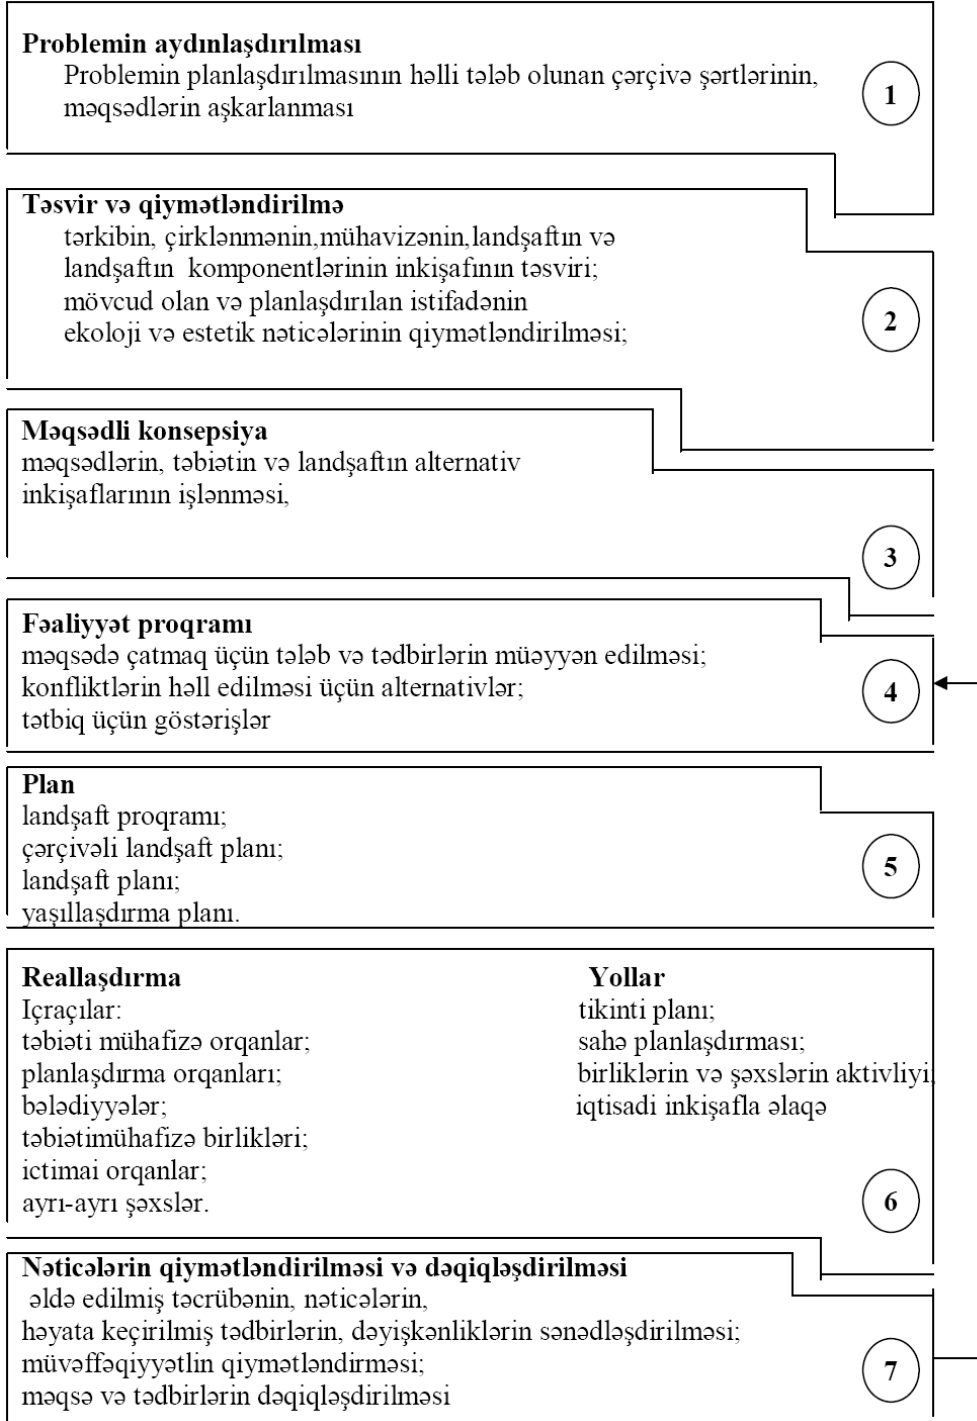 Problemin aydınlaşdırılması
Problemin planlaşdırılmasının həlli tələb olunan çərçivə şərtlərinin,
məqsədlərin aşkarlanması
1
Təsvir və qiymətləndirilmə
tərkibin, çirklənmənin,mühavizənin,landşaftın və
landşaftın komponentlərinin inkişafının təsviri;
mövcud olan və planlaşdırılan istifadənin
ekoloji və estetik nəticələrinin qiymətləndirilməsi;
2
Məqsədli konsepsiya
məqsədlərin, təbiətin və landşaftın alternativ
inkişaflarının işlənməsi,
3
Fəaliyyət proqramı
məqsədə çatmaq üçün tələb və tədbirlərin müəyyən edilməsi;
konfliktlərin həll edilməsi üçün alternativlər;
tətbiq üçün göstərişlər
4
Plan
landşaft proqramı;
çərçivəli landşaft planı;
landşaft planı;
yaşıllaşdırma planı.
5
Reallaşdırma
Içraçılar:
təbiəti mühafizə orqanlar;
planlaşdırma orqanları;
bələdiyyələr;
təbiətimühafizə birlikləri;
ictimai orqanlar;
ayrı-ayrı şəxslər.
Yollar
tikinti planı;
sahə planlaşdırması;
birliklərin və şəxslərin aktivliyi;
iqtisadi inkişafla əlaqə
6
Nəticələrin qiymətləndirilməsi və dəqiqləşdirilməsi
əldə edilmiş təcrübənin, nəticələrin,
həyata keçirilmiş tədbirlərin, dəyişkənliklərin sənədləşdirilməsi;
müvəffəqiyyətlin qiymətləndirməsi;
məqsə və tədbirlərin dəqiqləşdirilməsi
7